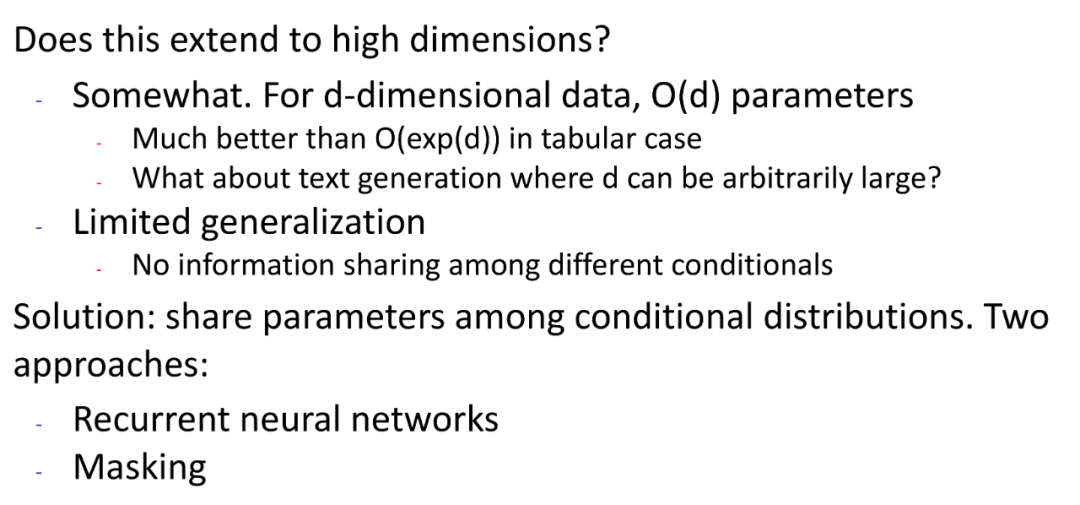 Does this extend to high dimensions?
- Somewhat. For d-dimensional data, O(d) parameters
- Much better than O(exp(d)) in tabular case
- What about text generation where d can be arbitrarily large?
- Limited generalization
- No information sharing among different conditionals
Solution: share parameters among conditional distributions. Two
approaches:
- Recurrent neural networks
- Masking